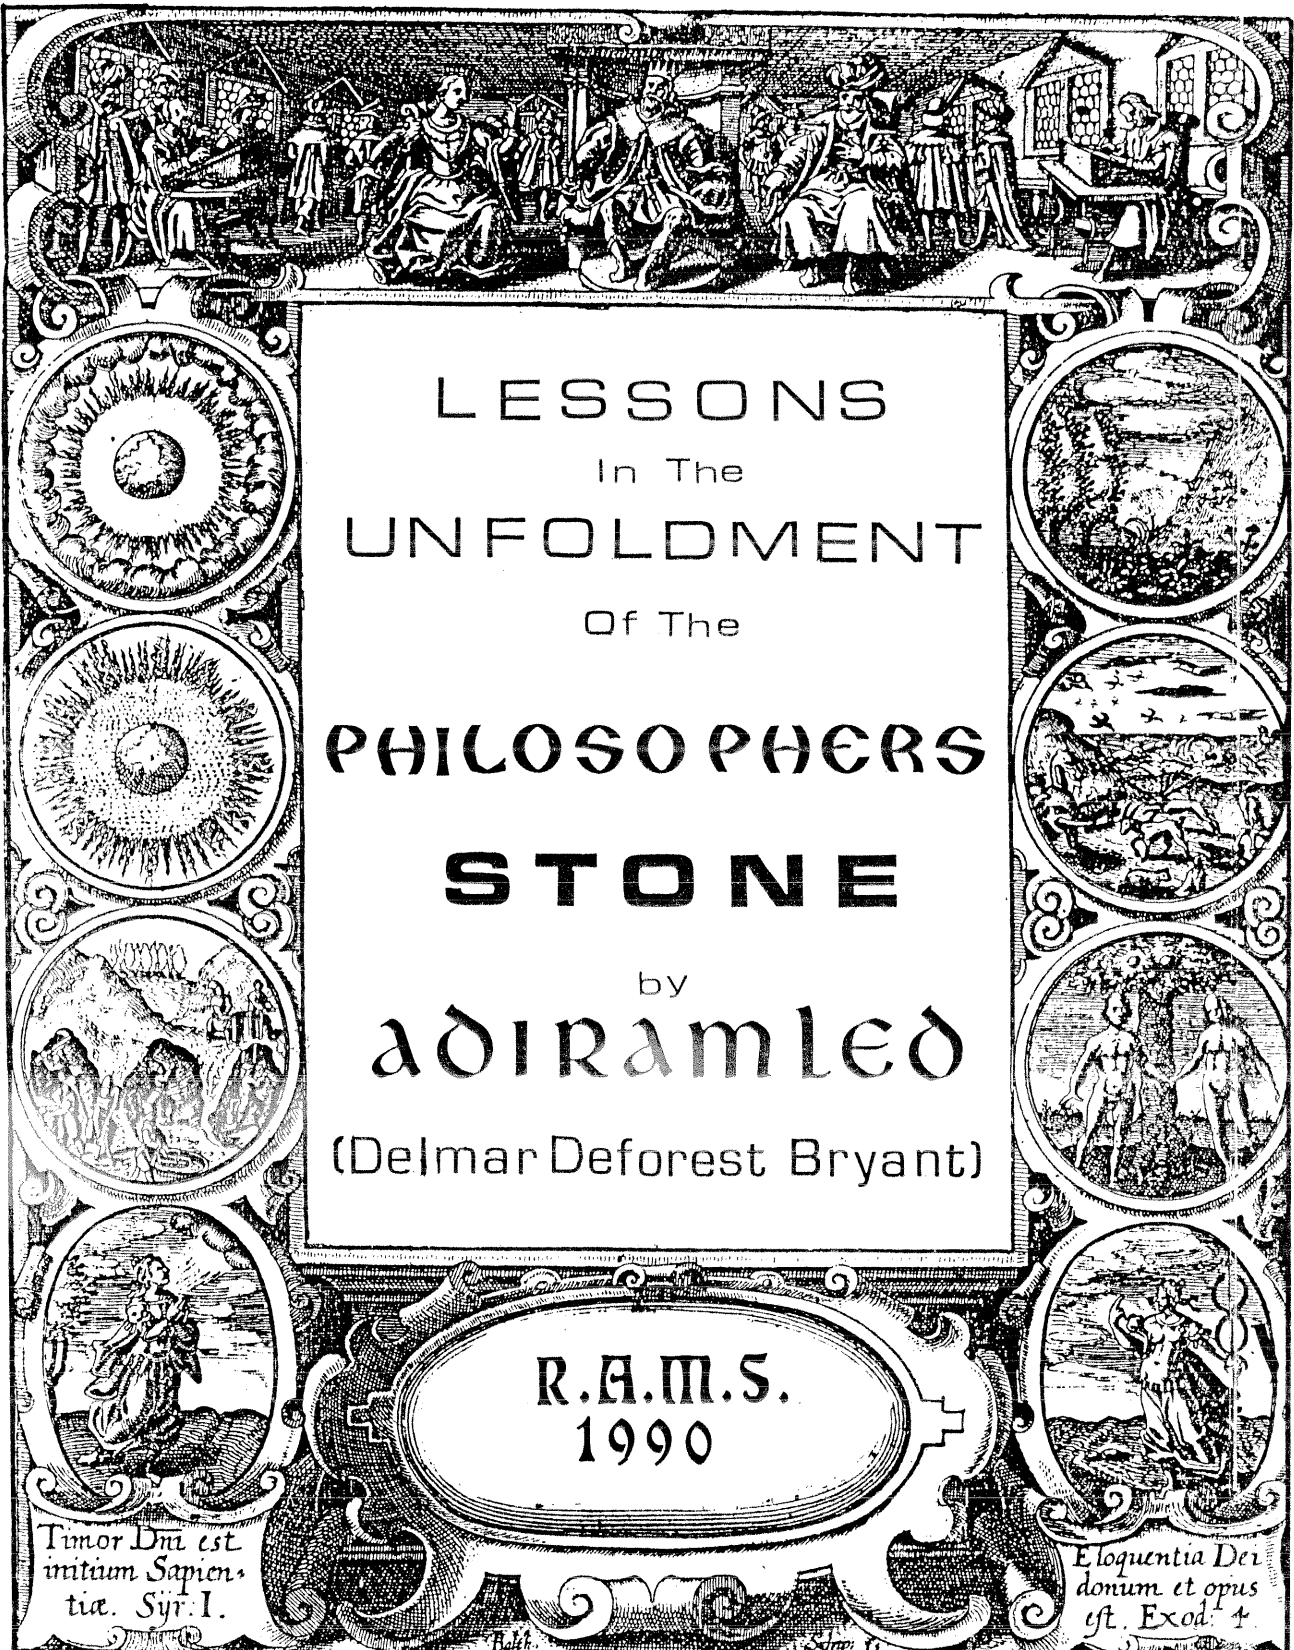 LESSONS
In The
UNFOLDMENT
Of The
PHILOSOPHERS
STONE
by
ADIRAMLED
(Delmar Deforest Bryant)
R.A.M.S.
1990
Timor Dni est
initium Sapien,
tiæ. Syr: I.
Eloquentia Dei
donum et opus
est Exod: 4